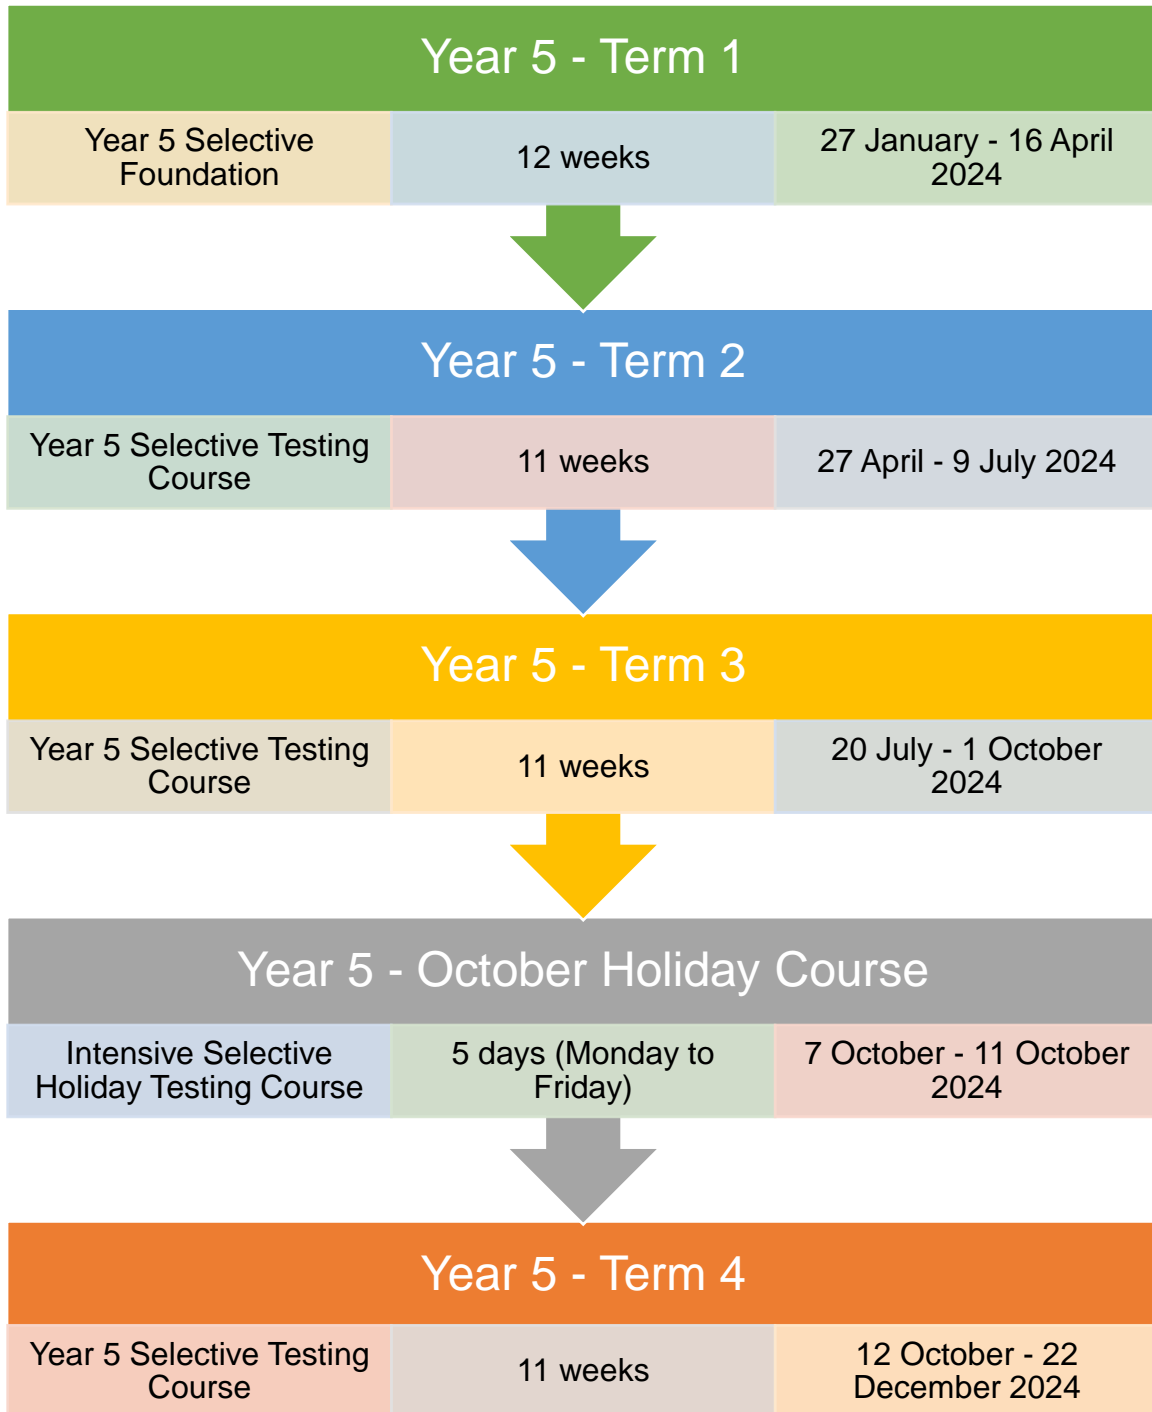 Year 5 - Term 1
Year 5 Selective
Foundation
12 weeks
27 January - 16 April
2024
Year 5 - Term 2
Year 5 Selective Testing
Course
11 weeks
27 April - 9 July 2024
Year 5 - Term 3
Year 5 Selective Testing
Course
11 weeks
20 July - 1 October
2024
Year 5 - October Holiday Course
Intensive Selective
Holiday Testing Course
5 days (Monday to
Friday)
7 October - 11 October
2024
Year 5 - Term 4
Year 5 Selective Testing
Course
11 weeks
12 October - 22
December 2024